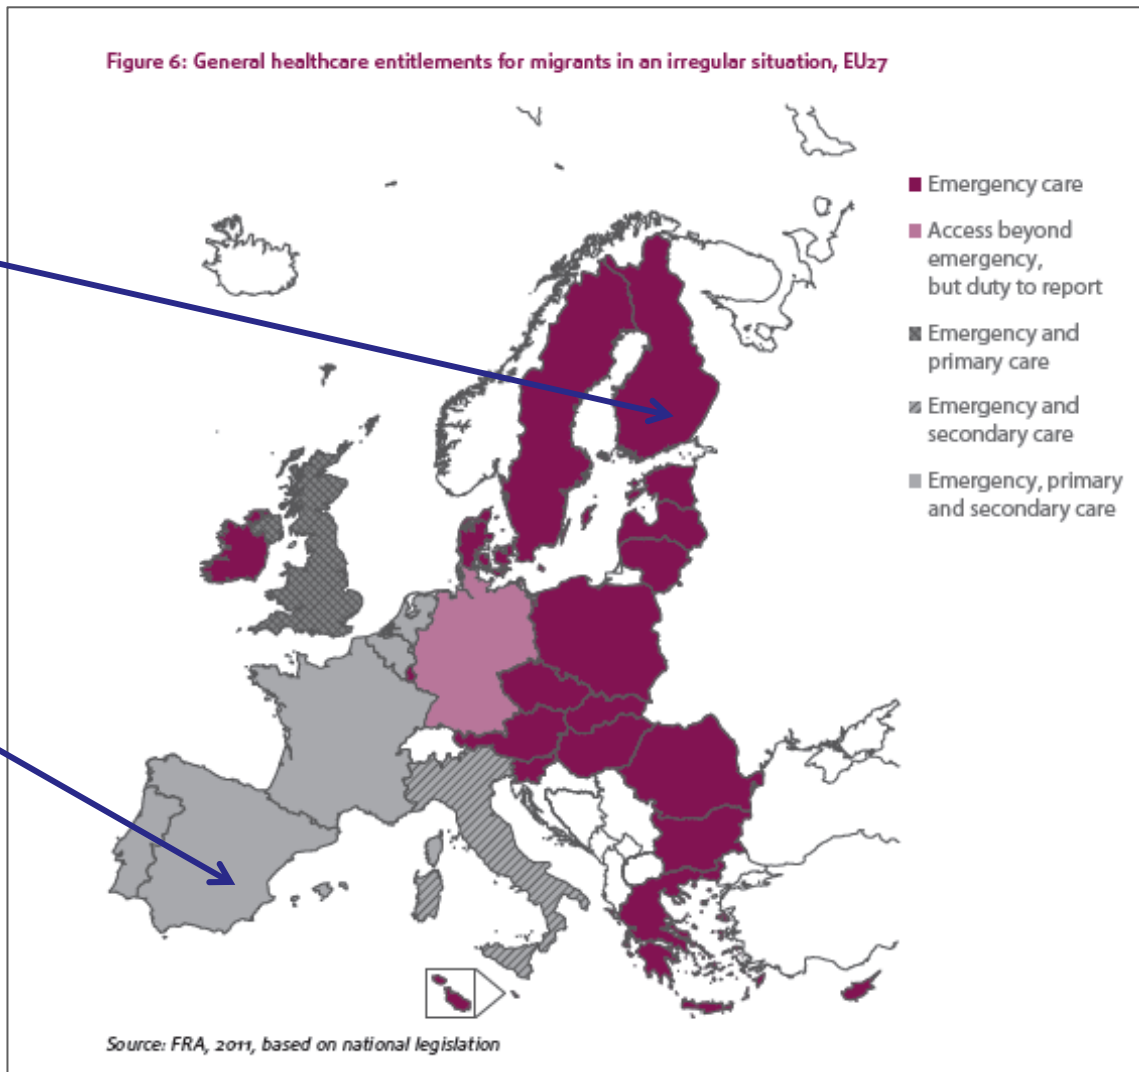 Figure 6: General healthcare entitlements for migrants in an irregular situation, EU27
Emergency care
Access beyond
emergency,
but duty to report
Emergency and
primary care
Emergency and
secondary care
Emergency, primary
and secondary care
Source: FRA, 2011, based on national legislation